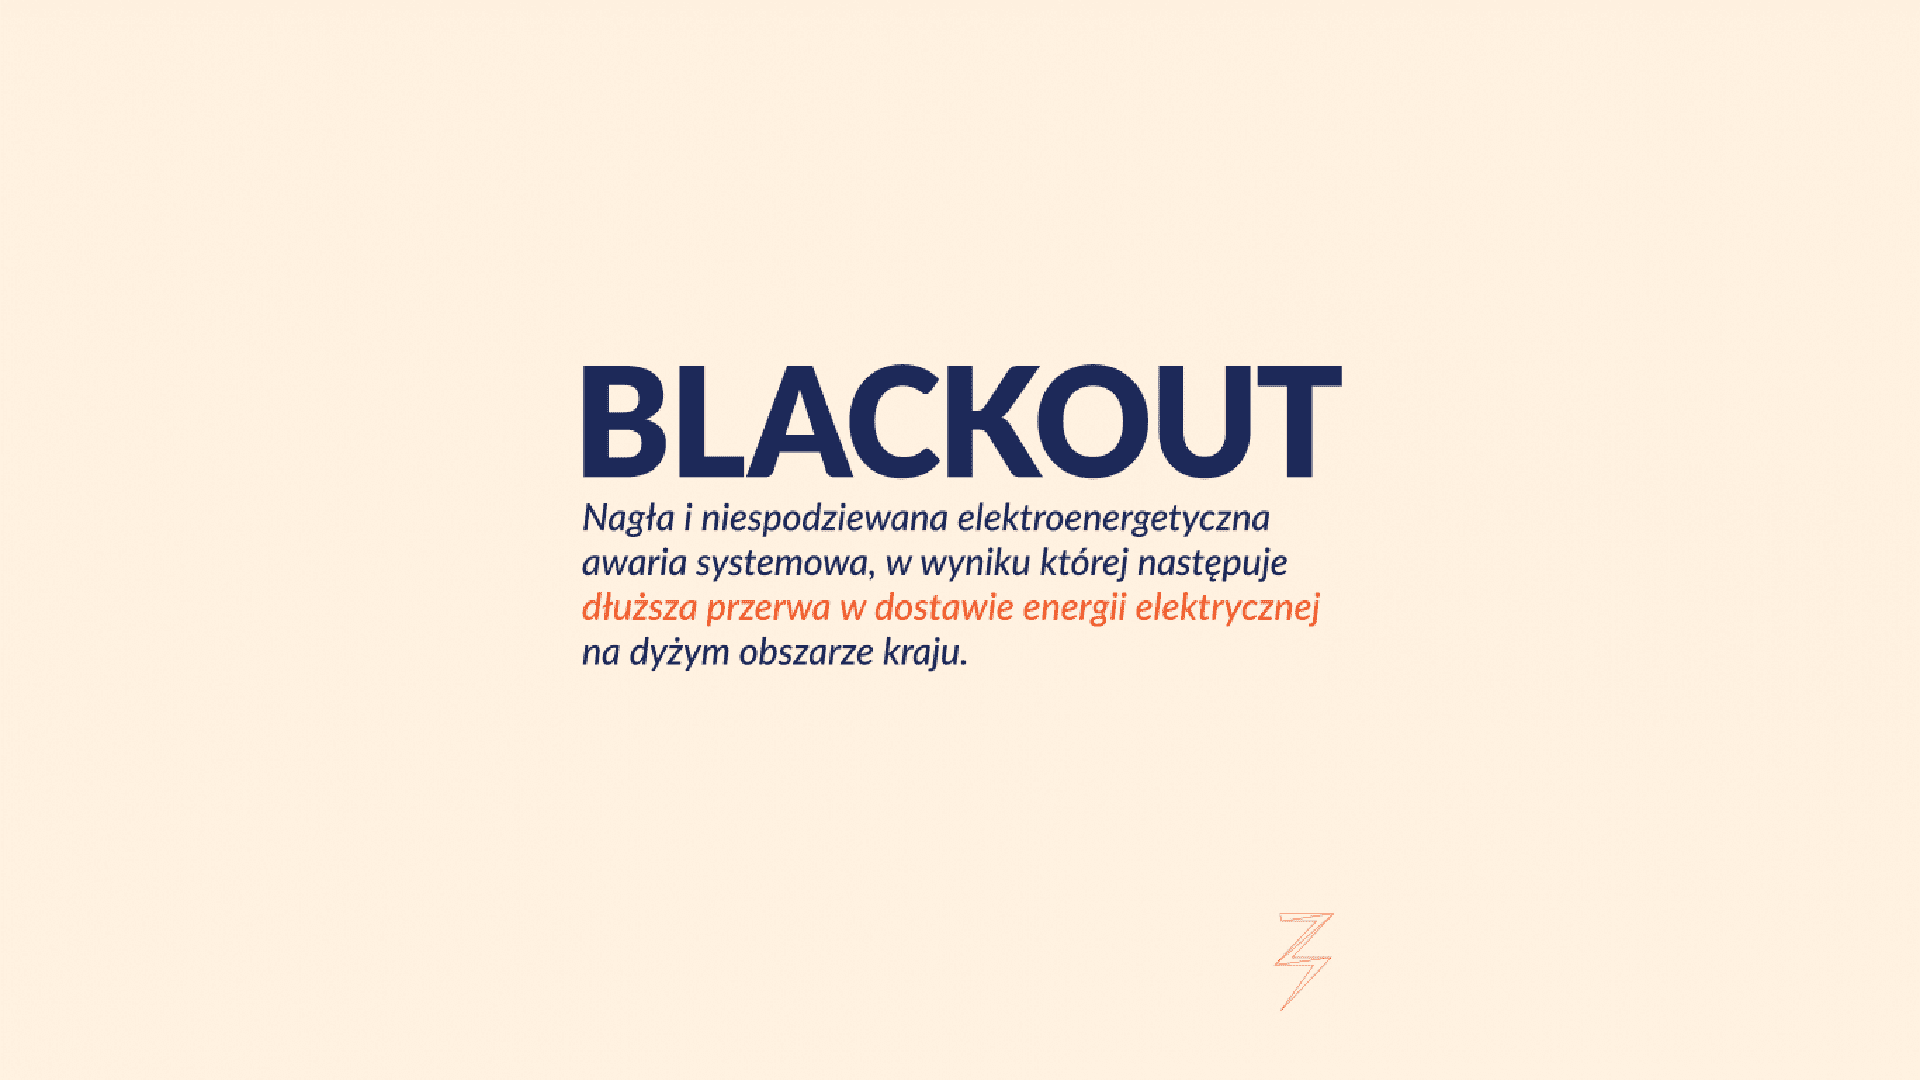 BLACKOUT
Nagła i niespodziewana elektroenergetyczna
awaria systemowa, w wyniku której następuje
dłuższa przerwa w dostawie energii elektrycznej
na dyżym obszarze kraju.